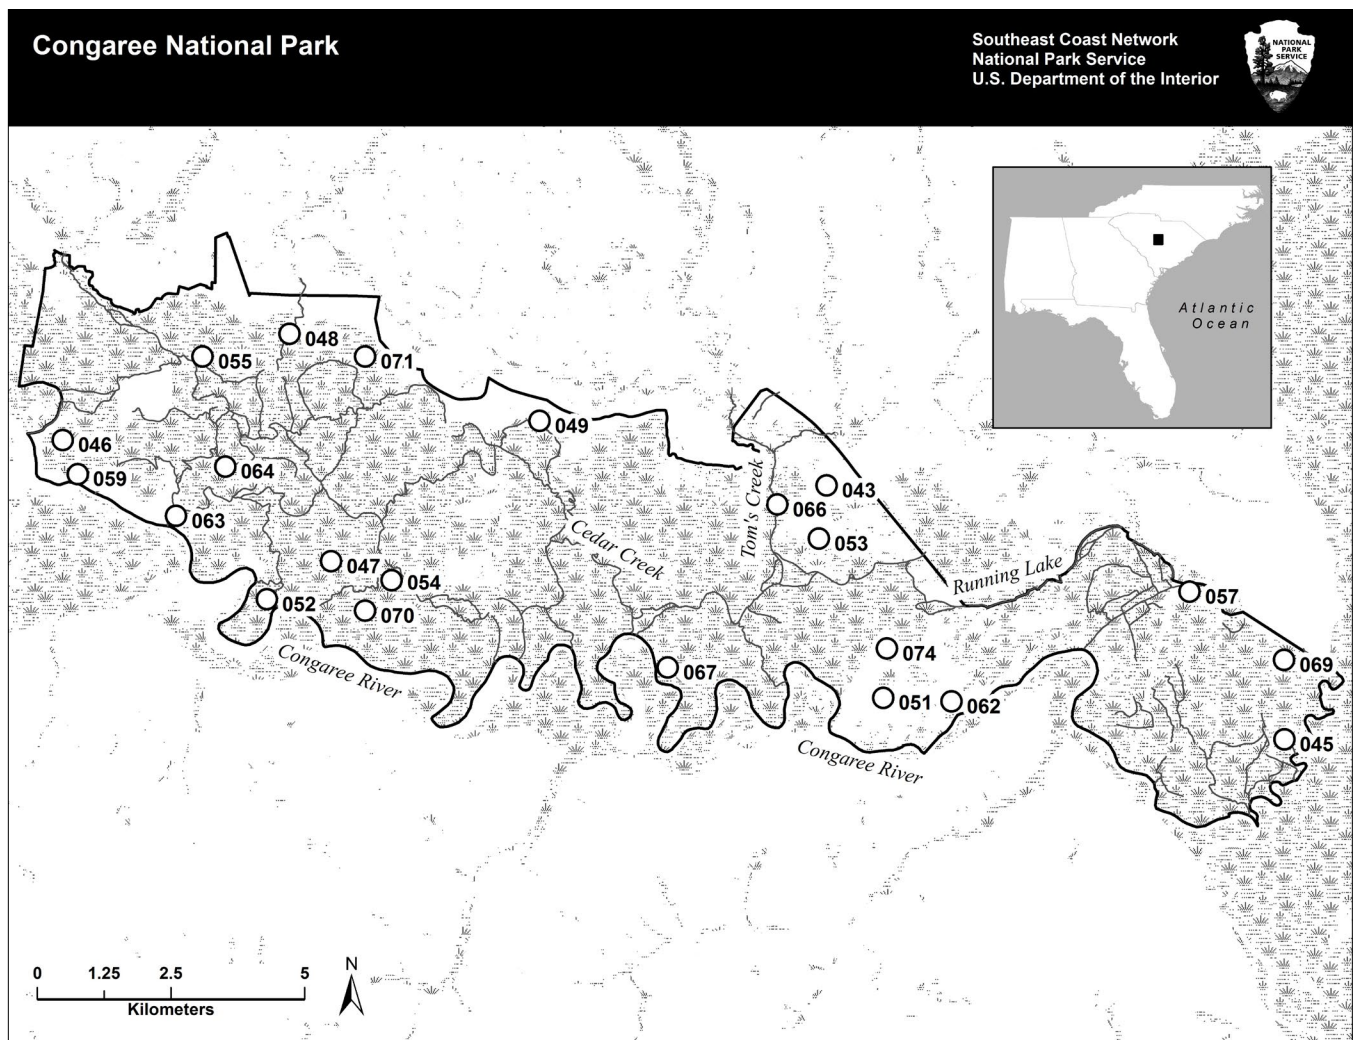 Congaree National Park
Southeast Coast Network
National Park Service
U.S. Department of the Interior
NATIONAL
PARK
SERVICE
Atlantic
Ocean
048
055
071
049
046
064
059
063
043
066
053
Tom's Creek
Cedar Creek
047
054
052
070
Running Lake
057
Congaree River
074
067
069
051
062
045
Congaree River
0 1.25 2.5 5
Kilometers
N